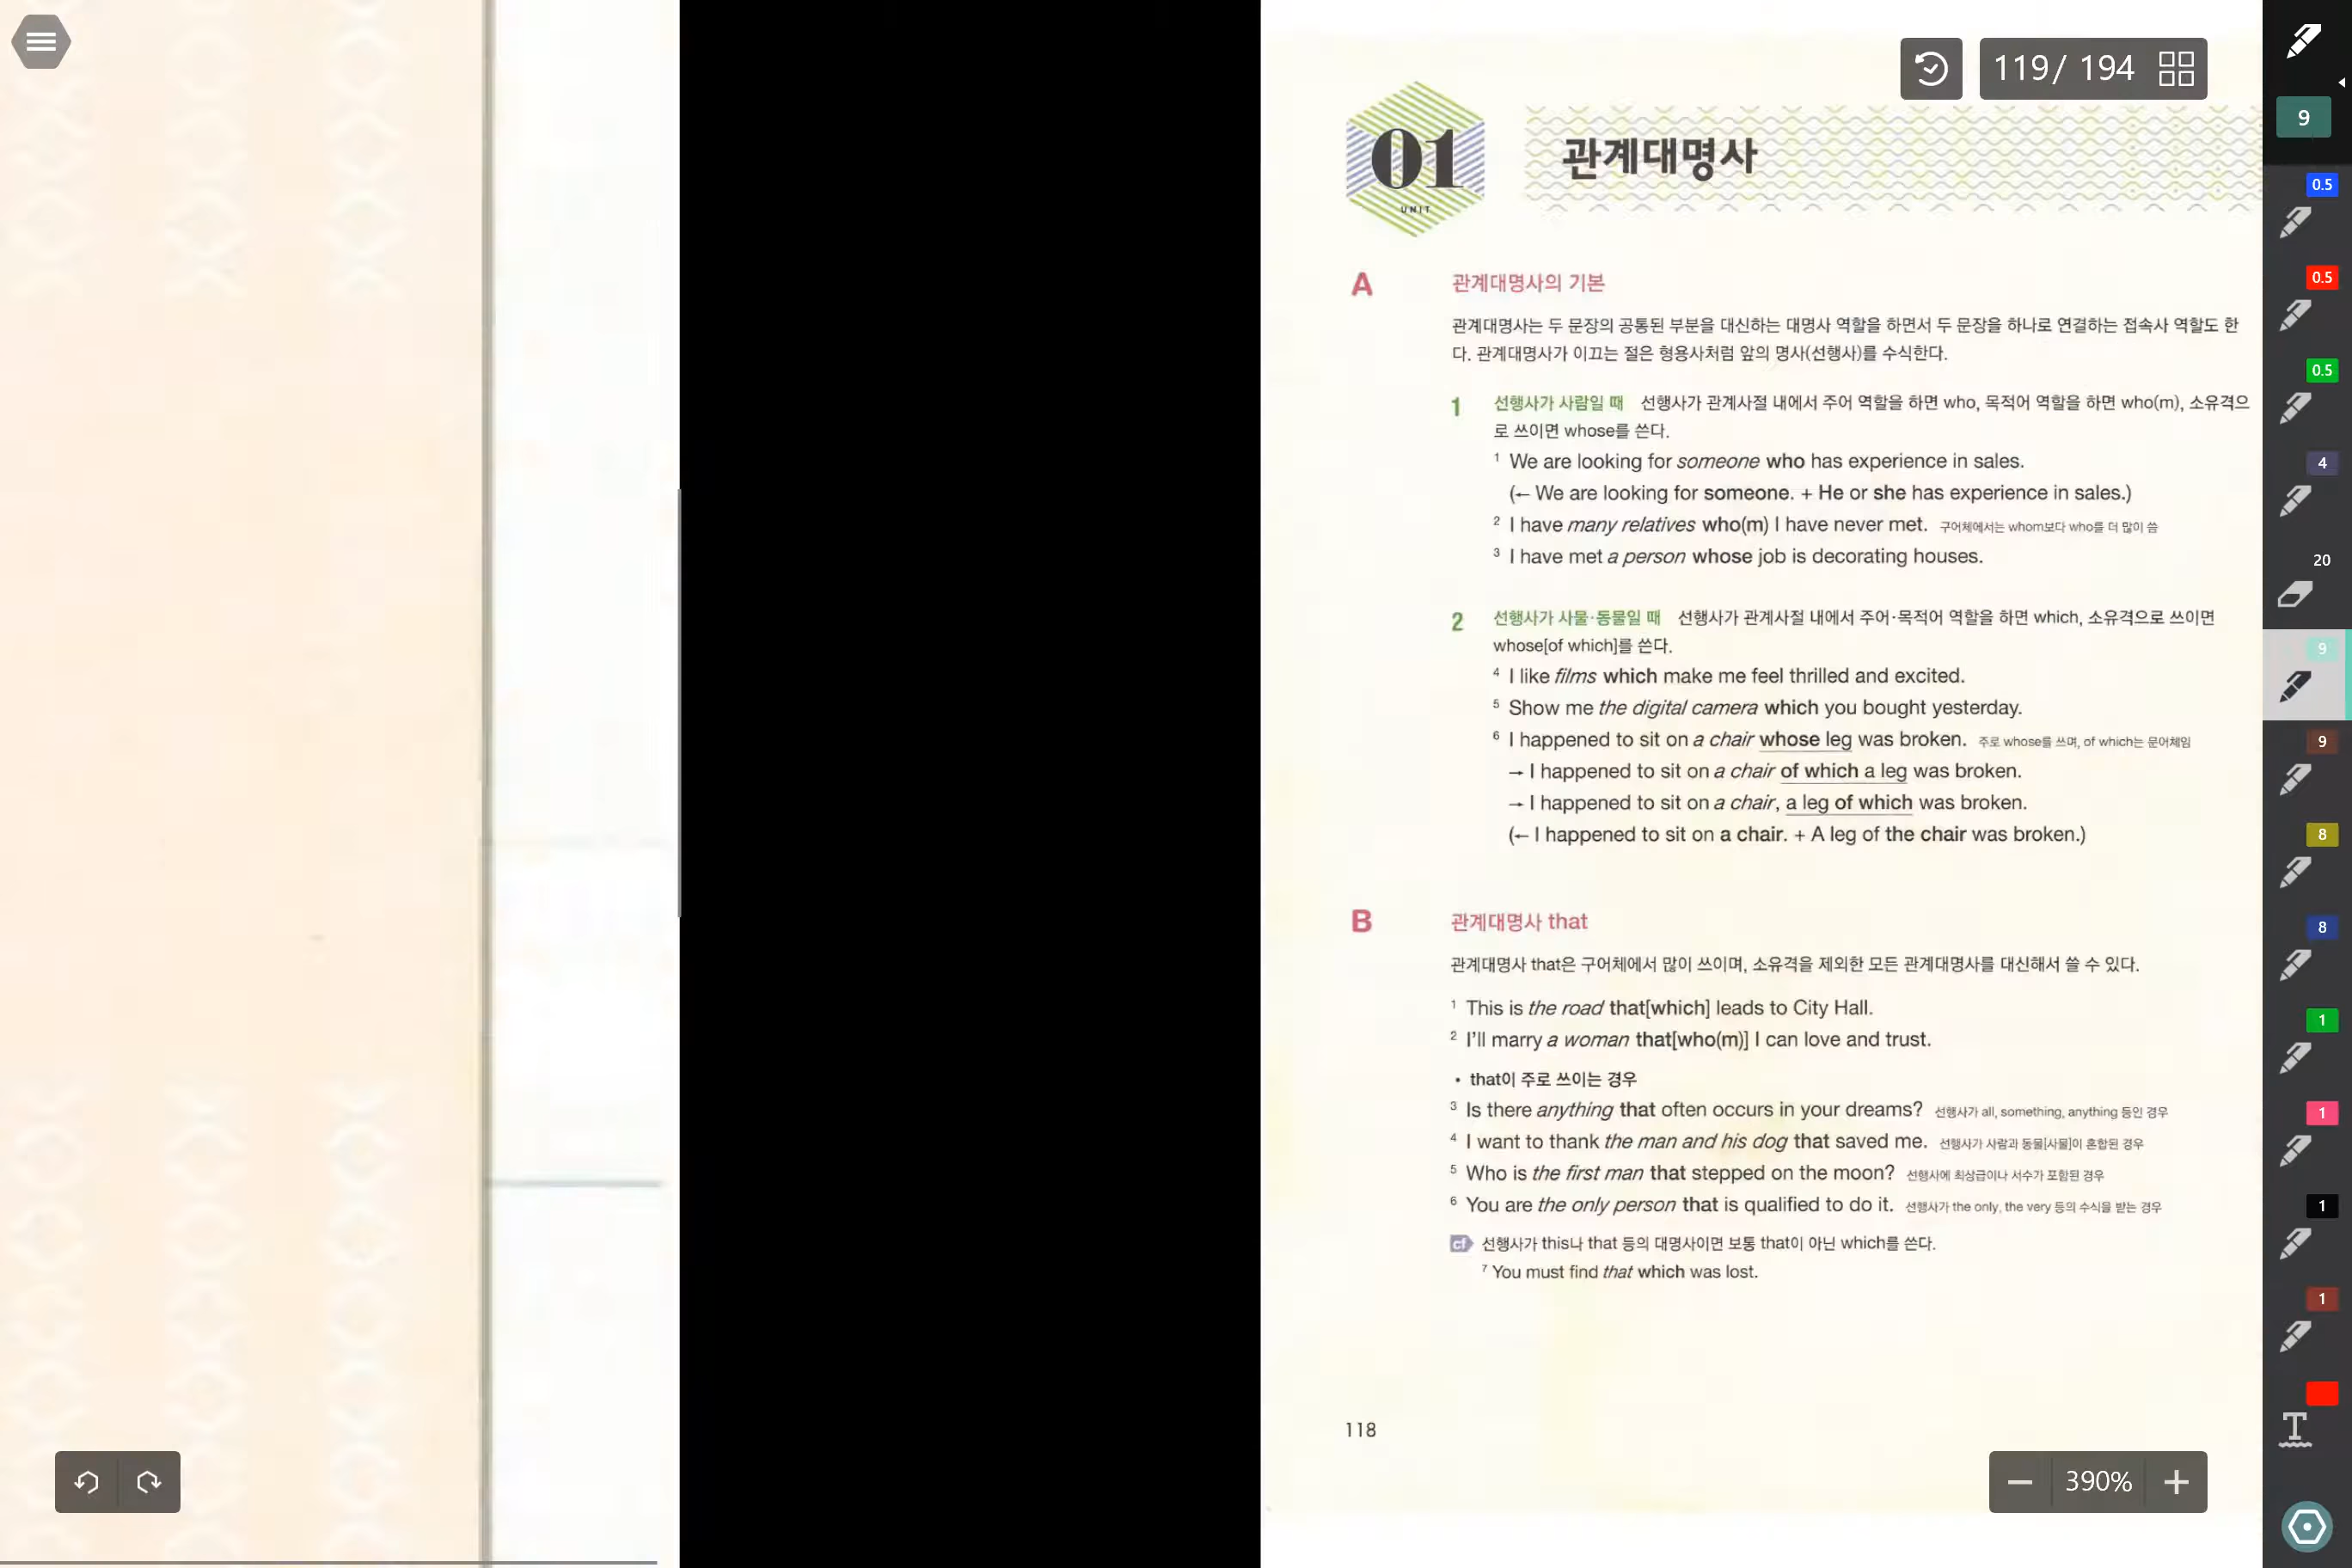 119/ 194
01
UNIT
관계대명사
A 관계대명사의 기본
관계대명사는 두 문장의 공통된 부분을 대신하는 대명사 역할을 하면서 두 문장을 하나로 연결하는 접속사 역할도 한
다. 관계대명사가 이끄는 절은 형용사처럼 앞의 명사(선행사)를 수식한다.
1 선행사가 사람일 때 선행사가 관계사절 내에서 주어 역할을 하면 who, 목적어 역할을 하면 who(m), 소유격으
로 쓰이면 whose를 쓴다.
1 We are looking for someone who has experience in sales.
(← We are looking for someone. + He or she has experience in sales.)
2 I have many relatives who(m) I have never met. 구어체에서는 whom보다 who를 더 많이 씀
3 I have met a person whose job is decorating houses.
2 선행사가 사물·동물일 때 선행사가 관계사절 내에서 주어·목적어 역할을 하면 which, 소유격으로 쓰이면
whose[of which]를 쓴다.
4 I like films which make me feel thrilled and excited.
5 Show me the digital camera which you bought yesterday.
6 I happened to sit on a chair whose leg was broken. 주로 whose를 쓰며, of which는 문어체임
→ I happened to sit on a chair of which a leg was broken.
→ I happened to sit on a chair, a leg of which was broken.
(← I happened to sit on a chair. + A leg of the chair was broken.)
B 관계대명사 that
관계대명사 that은 구어체에서 많이 쓰이며, 소유격을 제외한 모든 관계대명사를 대신해서 쓸 수 있다.
1 This is the road that[which] leads to City Hall.
2 I'll marry a woman that[who(m)] I can love and trust.
• that이 주로 쓰이는 경우
3 Is there anything that often occurs in your dreams? 선행사가 all, something, anything 등인 경우
4 I want to thank the man and his dog that saved me. 선행사가 사람과 동물[사물]이 혼합된 경우
5 Who is the first man that stepped on the moon? 선행사에 최상급이나 서수가 포함된 경우
6 You are the only person that is qualified to do it. 선행사가 the only, the very 등의 수식을 받는 경우
cf 선행사가 this나 that 등의 대명사이면 보통 that이 아닌 which를 쓴다.
7 You must find that which was lost.
118
390%
9
0.5
0.5
0.5
4
20
9
9
8
8
1
1
1
1
T